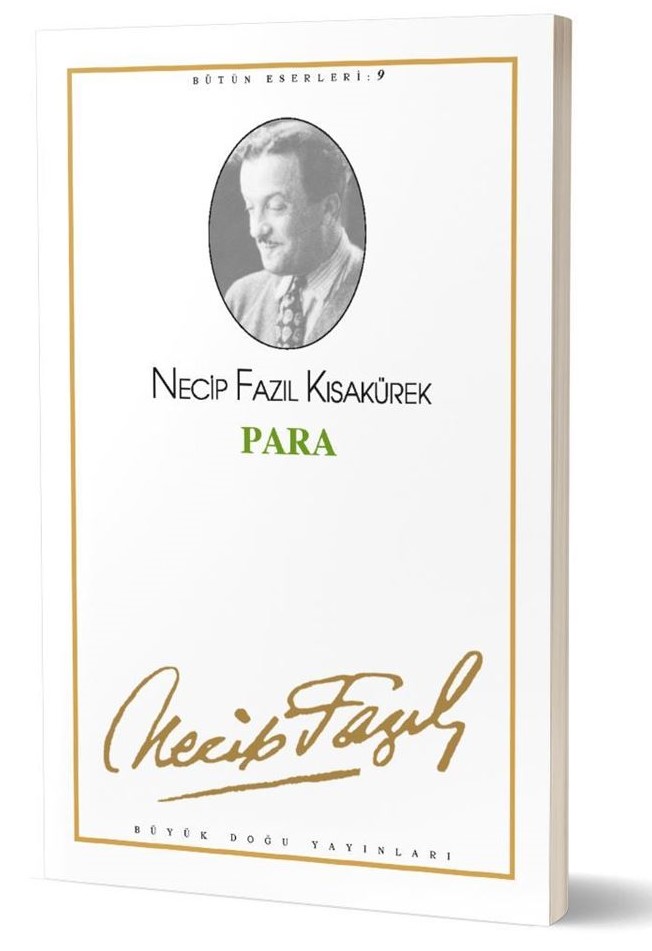 BÜTÜN ESERLERİ: 9
NECİP FAZIL KISAKÜREK
PARA
Necip Fazıl
BÜYÜK DOĞU YAYINLARI